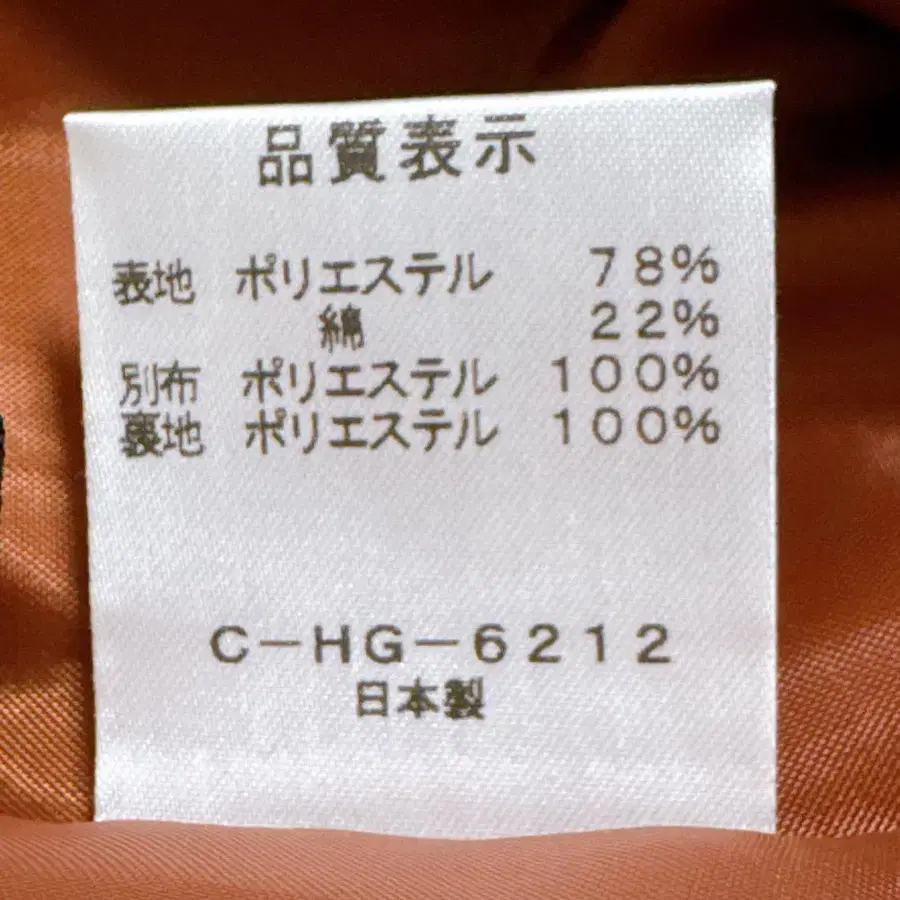 品質表示
表地 ポリエステル 78%
綿 22%
別布 ポリエステル 100%
裏地 ポリエステル 100%
C-HG-6212
日本製